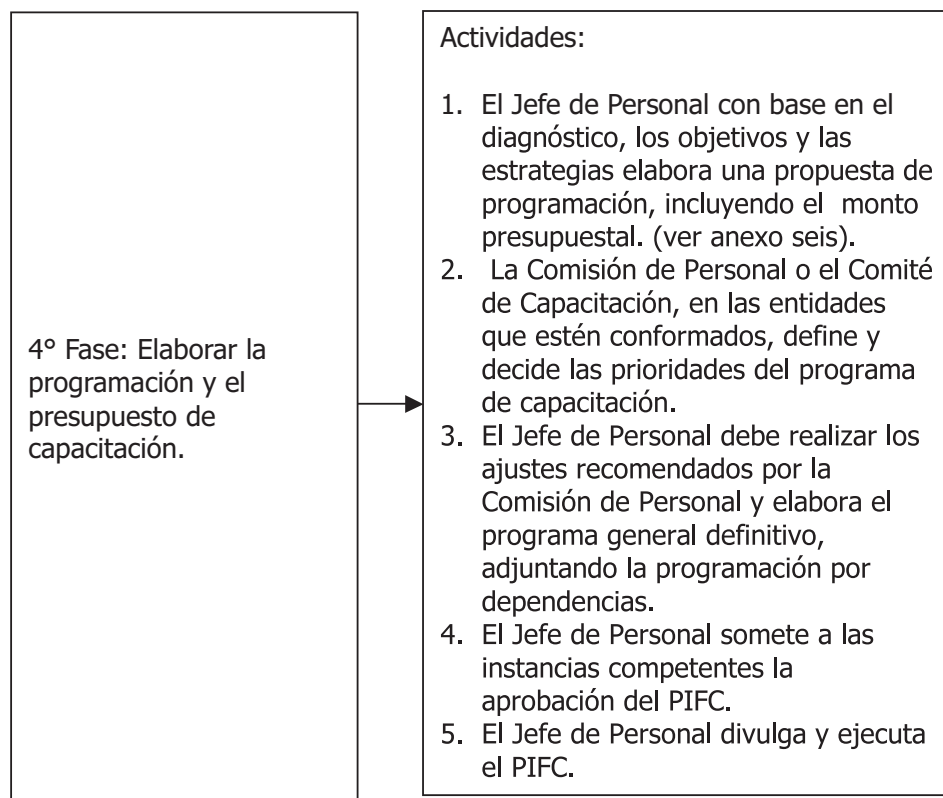 4° Fase: Elaborar la
programación y el
presupuesto de
capacitación.
Actividades:
1. El Jefe de Personal con base en el
diagnóstico, los objetivos y las
estrategias elabora una propuesta de
programación, incluyendo el monto
presupuestal. (ver anexo seis).
2. La Comisión de Personal o el Comité
de Capacitación, en las entidades
que estén conformados, define y
decide las prioridades del programa
de capacitación.
3. El Jefe de Personal debe realizar los
ajustes recomendados por la
Comisión de Personal y elabora el
programa general definitivo,
adjuntando la programación por
dependencias.
4. El Jefe de Personal somete a las
instancias competentes la
aprobación del PIFC.
5. El Jefe de Personal divulga y ejecuta
el PIFC.